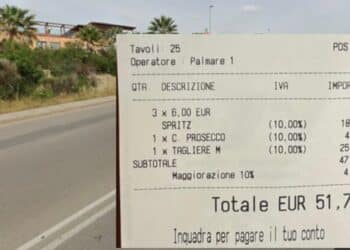 Tavoli 25 POS
Operatore : Palmare 1
QTA. DESCRIZIONE IVA IMPOR
3 x 6,00 EUR
SPRITZ (10,00%) 18
1 x C. PROSECCO (10,00%) 4
1 x TAGLIERE M (10,00%) 25
SUBTOTALE 47
Maggiorazione 10% 4
Totale EUR 51,7
Inquadra per pagare il tuo conto